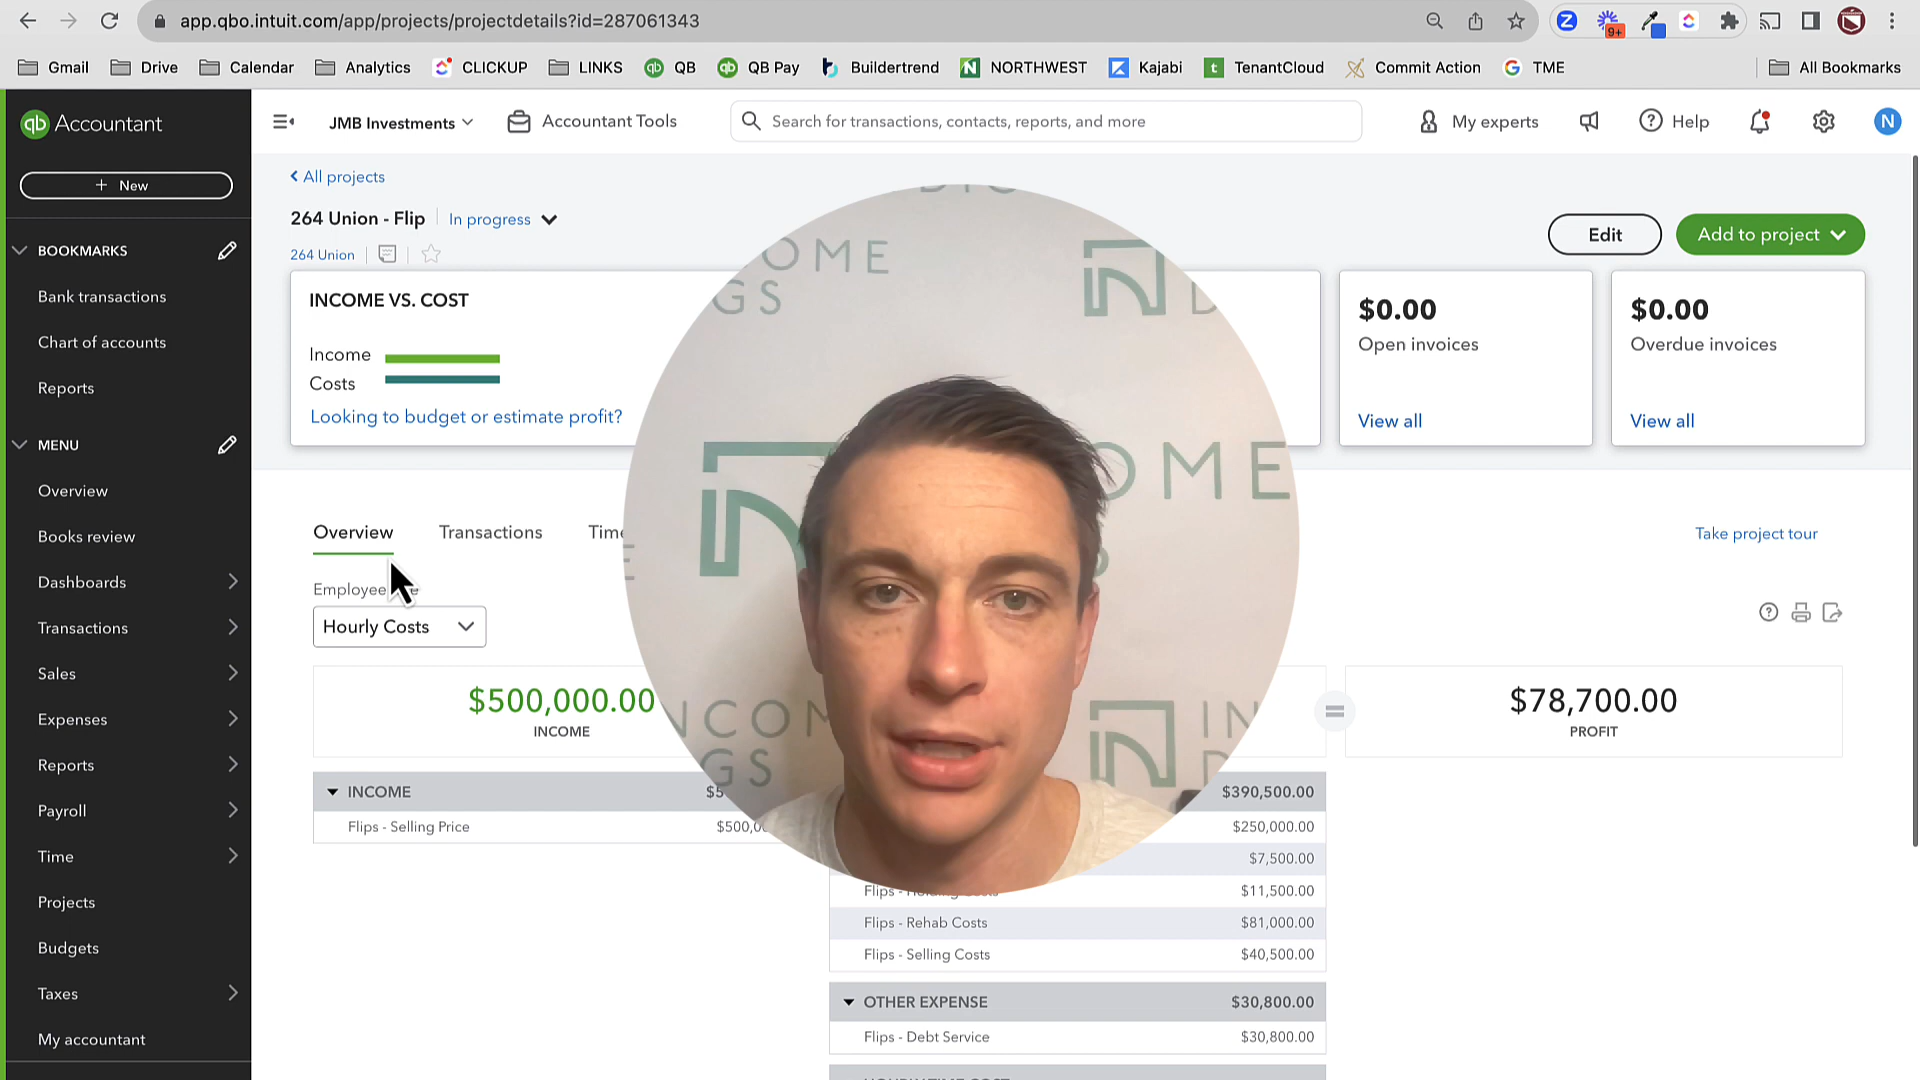 app.qbo.intuit.com/app/projects/projectdetails?id=287061343
9+
Gmail
Drive
Calendar
Analytics
CLICKUP
LINKS
QB
QB Pay
Buildertrend
NORTHWEST
Kajabi
TenantCloud
Commit Action
TME
All Bookmarks
qb Accountant
JMB Investments
Accountant Tools
Search for transactions, contacts, reports, and more
My experts
Help
N
+ New
BOOKMARKS
Bank transactions
Chart of accounts
Reports
MENU
Overview
Books review
Dashboards
Transactions
Sales
Expenses
Reports
Payroll
Time
Projects
Budgets
Taxes
My accountant
All projects
264 Union - Flip
In progress
264 Union
Edit
Add to project
INCOME VS. COST
Income
Costs
Looking to budget or estimate profit?
$0.00
Open invoices
View all
$0.00
Overdue invoices
View all
Overview
Transactions
Time
Take project tour
Employee
Hourly Costs
$500,000.00
INCOME
=
$78,700.00
PROFIT
INCOME
Flips - Selling Price
$390,500.00
$250,000.00
$7,500.00
Flips - Holding Costs $11,500.00
Flips - Rehab Costs $81,000.00
Flips - Selling Costs $40,500.00
OTHER EXPENSE $30,800.00
Flips - Debt Service $30,800.00